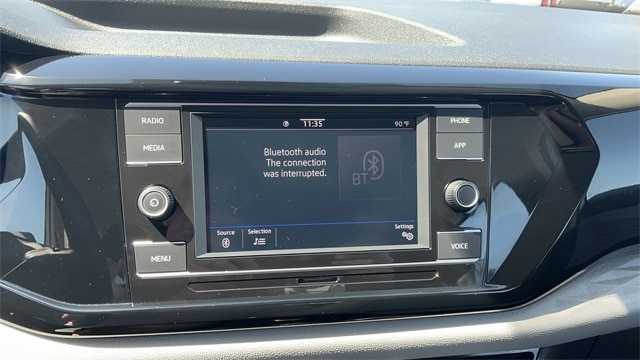 RADIO
MEDIA
MENU
11:35
90 °F
Bluetooth audio
The connection
was interrupted.
BT
Source
Selection
Settings
PHONE
APP
VOICE